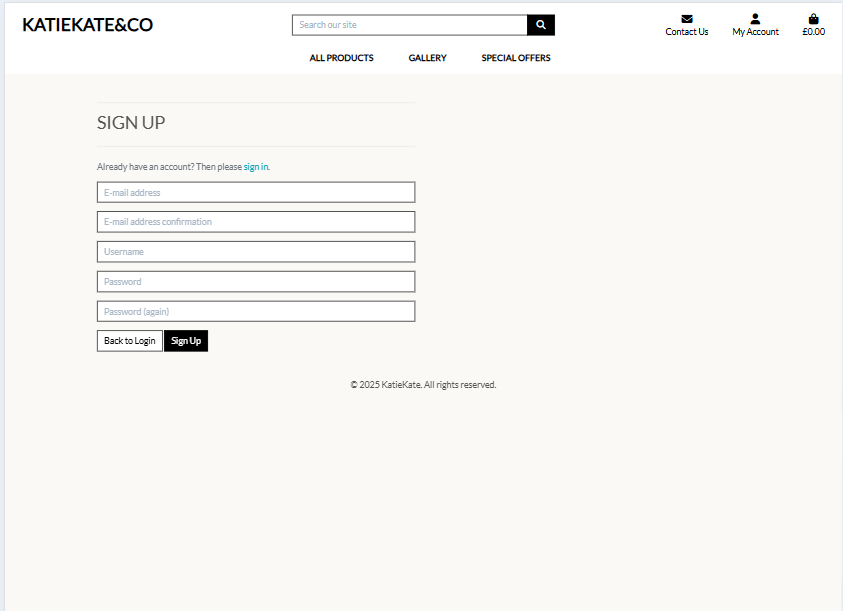 KATIEKATE&CO
Search our site
Contact Us
My Account
£0.00
ALL PRODUCTS
GALLERY
SPECIAL OFFERS
SIGN UP
Already have an account? Then please sign in.
E-mail address
E-mail address confirmation
Username
Password
Password (again)
Back to Login
Sign Up
© 2025 KatieKate. All rights reserved.